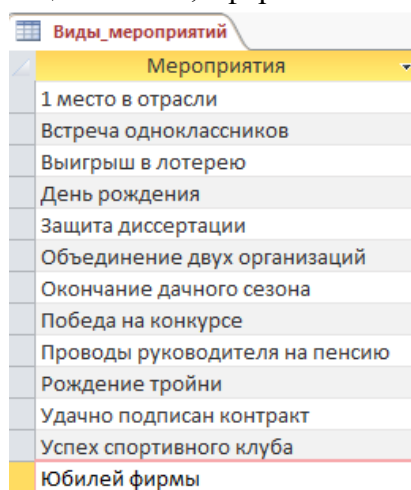 Виды_мероприятий
Мероприятия
1 место в отрасли
Встреча одноклассников
Выигрыш в лотерею
День рождения
Защита диссертации
Объединение двух организаций
Окончание дачного сезона
Победа на конкурсе
Проводы руководителя на пенсию
Рождение тройни
Удачно подписан контракт
Успех спортивного клуба
Юбилей фирмы